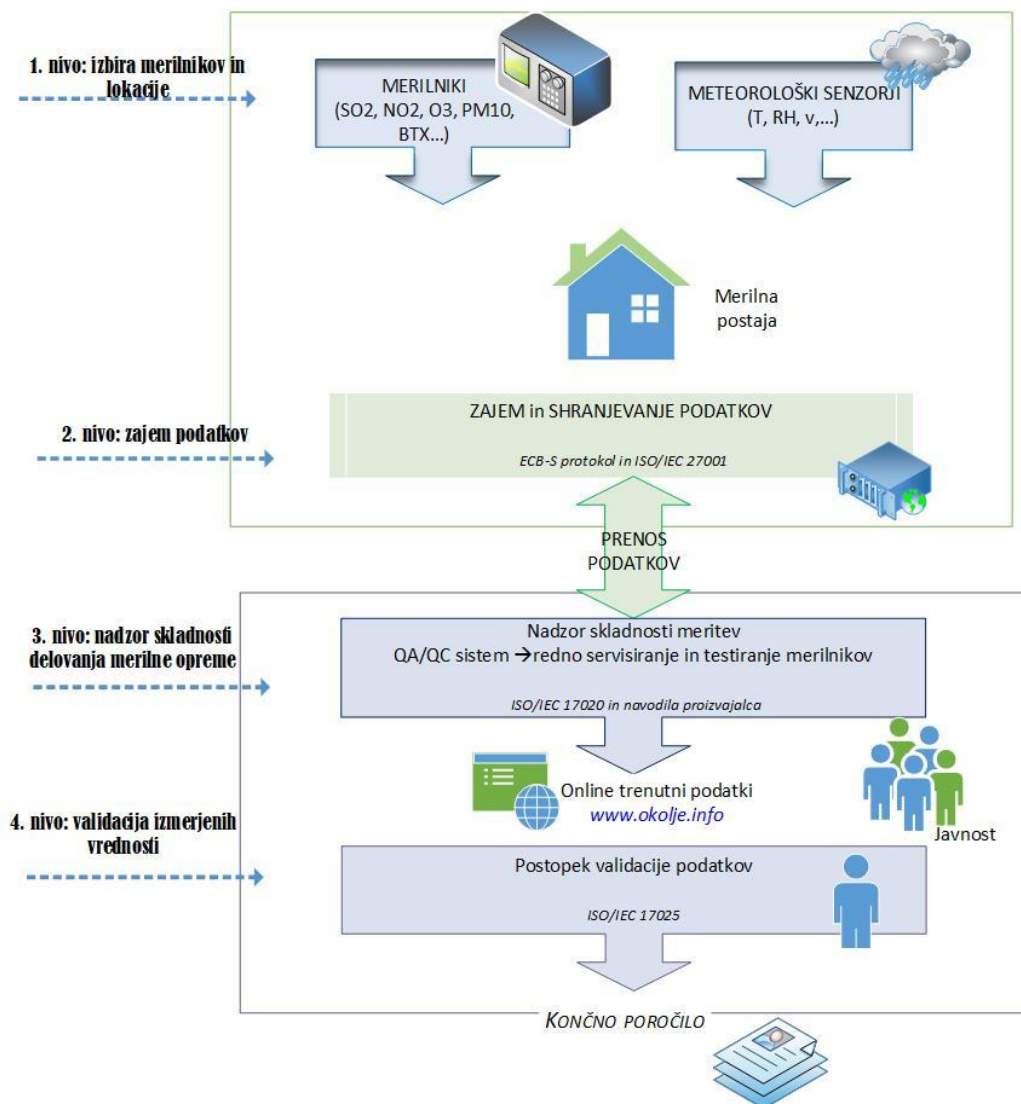 1. nivo: izbira merilnikov in
lokacije
MERILNIKI
(SO2, NO2, O3, PM10,
BTX...)
METEOROLOŠKI SENZORJI
(T, RH, v,...)
Merilna
postaja
2. nivo: zajem podatkov
ZAJEM in SHRANJEVANJE PODATKOV
ECB-S protokol in ISO/IEC 27001
PRENOS
PODATKOV
3. nivo: nadzor skladnosti
delovanja merilne opreme
Nadzor skladnosti meritev
QA/QC sistem →redno servisiranje in testiranje merilnikov
ISO/IEC 17020 in navodila proizvajalca
Online trenutni podatki
www.okolje.info
Javnost
4. nivo: validacija izmerjenih
vrednosti
Postopek validacije podatkov
ISO/IEC 17025
KONČNO POROČILO